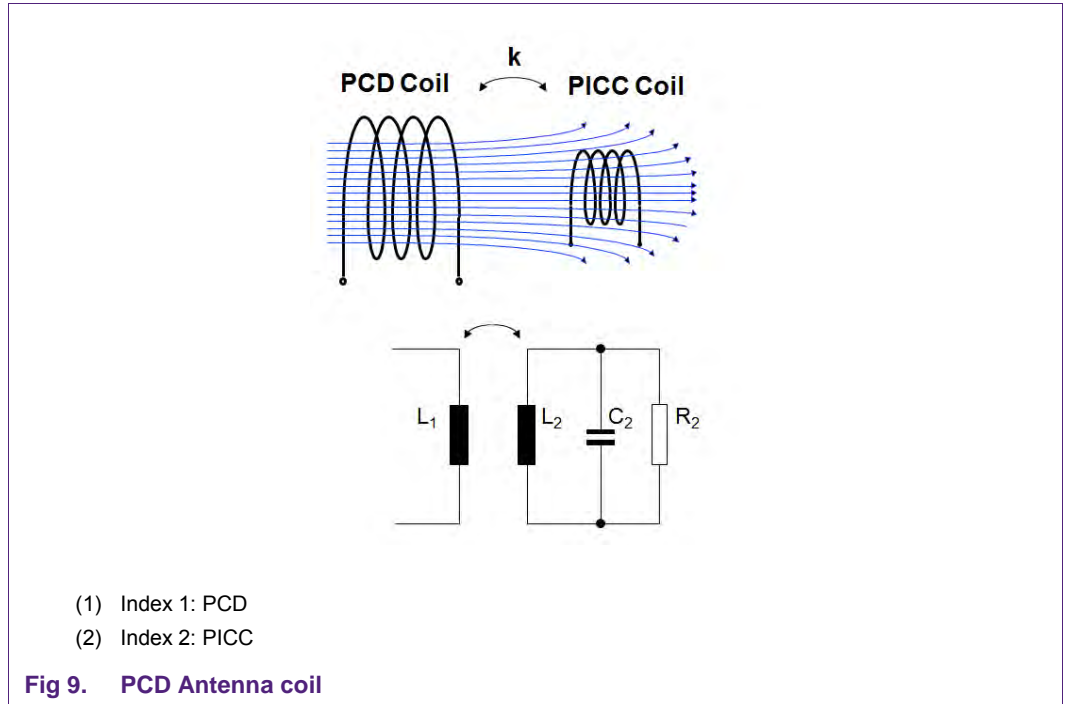 k
PCD Coil PICC Coil
L1 L2 C2 R2
(1) Index 1: PCD
(2) Index 2: PICC
Fig 9. PCD Antenna coil